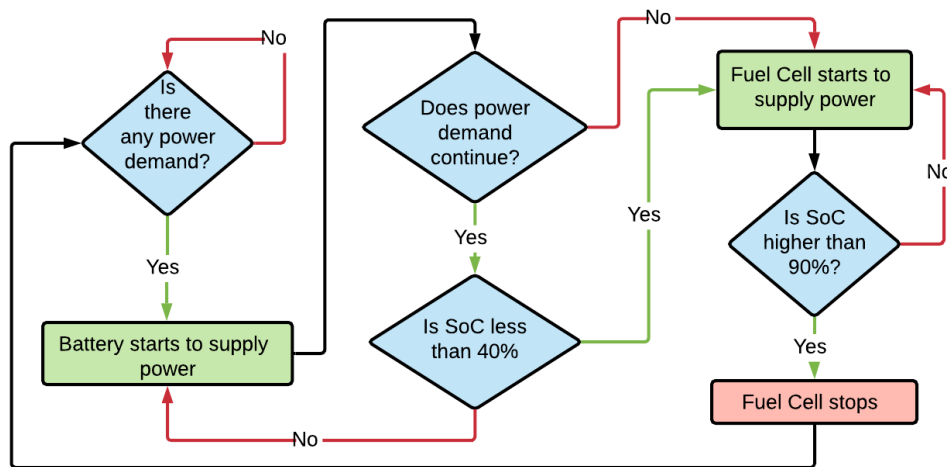 No
Is
there
any power
demand?
Yes
Battery starts to supply
power
Does power
demand
continue?
No
Yes
Is SoC less
than 40%
Yes
No
Fuel Cell starts to
supply power
No
Is SoC
higher than
90%?
Yes
Fuel Cell stops